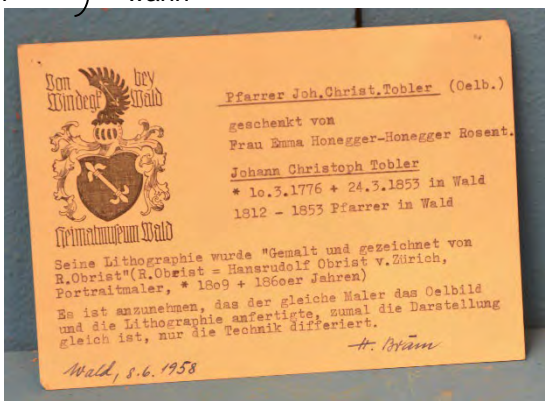 Von bey
Windegk Wald
Heimatmuseum Wald
Pfarrer Joh.Christ.Tobler (Oelb.)
geschenkt von
Frau Emma Honegger-Honegger Rosent.
Johann Christoph Tobler
* lo.3.1776 + 24.3.1853 in Wald
1812 - 1853 Pfarrer in Wald
Seine Lithographie wurde "Gemalt und gezeichnet von
R.Obrist"(R.Obrist = Hansrudolf Obrist v.Zürich,
Portraitmaler, * 18o9 + 186oer Jahren)
Es ist anzunehmen, das der gleiche Maler das Oelbild
und die Lithographie anfertigte, zumal die Darstellung
gleich ist, nur die Technik differiert.
Wald, 8.6.1958
H. Bräm